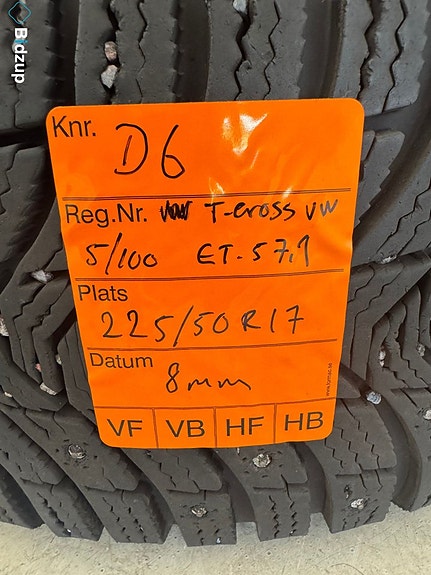 Bidzup
Knr. D6
Reg.Nr. T-cross VW
5/100 ET-57,1
Plats
225/50R17
Datum
8mm
VF VB HF HB